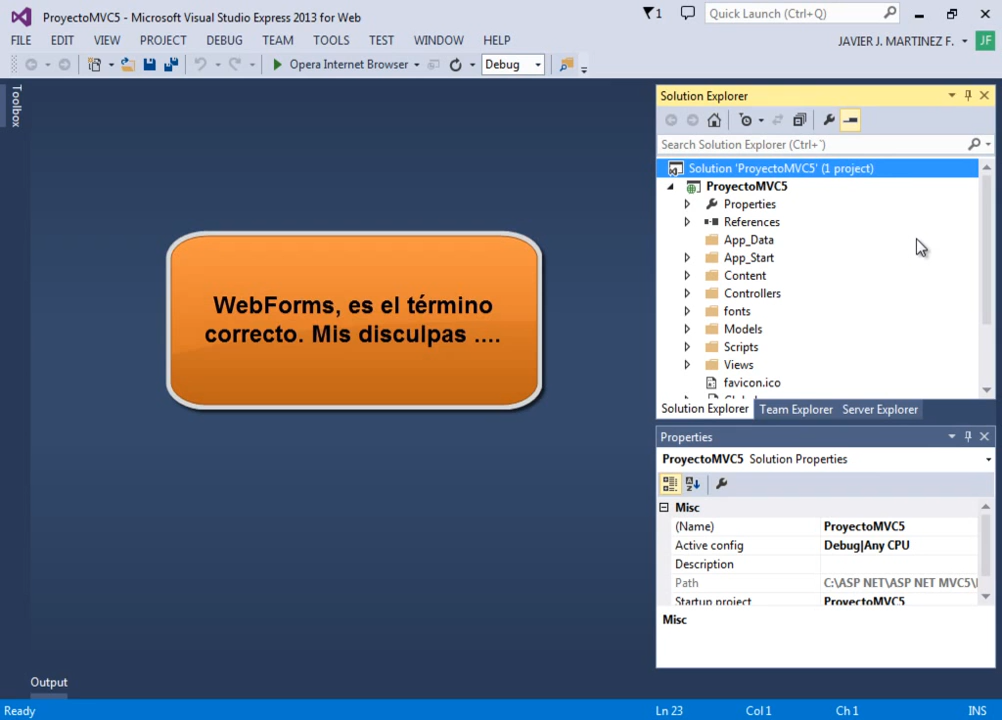 ProyectoMVC5 - Microsoft Visual Studio Express 2013 for Web
1
Quick Launch (Ctrl+Q)
FILE EDIT VIEW PROJECT DEBUG TEAM TOOLS TEST WINDOW HELP
JAVIER J. MARTINEZ F.
JF
Opera Internet Browser
Debug
Toolbox
Solution Explorer
Search Solution Explorer (Ctrl+¨)
Solution 'ProyectoMVC5' (1 project)
ProyectoMVC5
Properties
References
App_Data
App_Start
Content
Controllers
fonts
Models
Scripts
Views
favicon.ico
Solution Explorer Team Explorer Server Explorer
WebForms, es el término
correcto. Mis disculpas ....
Properties
ProyectoMVC5 Solution Properties
Misc
(Name) ProyectoMVC5
Active config Debug|Any CPU
Description
Path C:\ASP NET\ASP NET MVC5\
Startup project ProyectoMVC5
Misc
Output
Ready
Ln 23 Col 1 Ch 1 INS